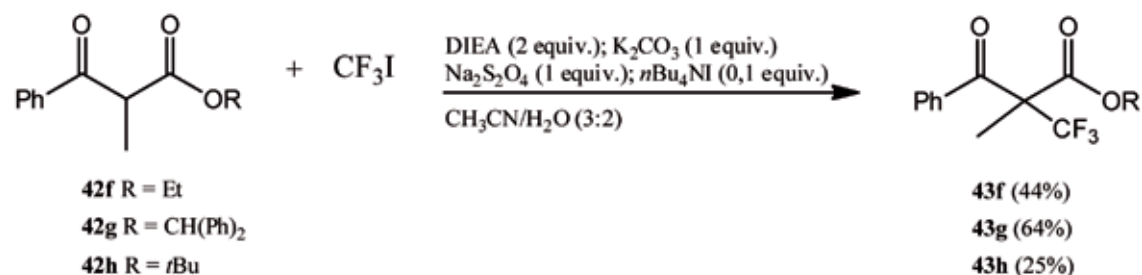 O O
Ph OR
+ CF₃I
DIEA (2 equiv.); K₂CO₃ (1 equiv.)
Na₂S₂O₄ (1 equiv.); nBu₄NI (0,1 equiv.)
CH₃CN/H₂O (3:2)
O O
Ph OR
CF₃
42f R = Et
42g R = CH(Ph)₂
42h R = tBu
43f (44%)
43g (64%)
43h (25%)